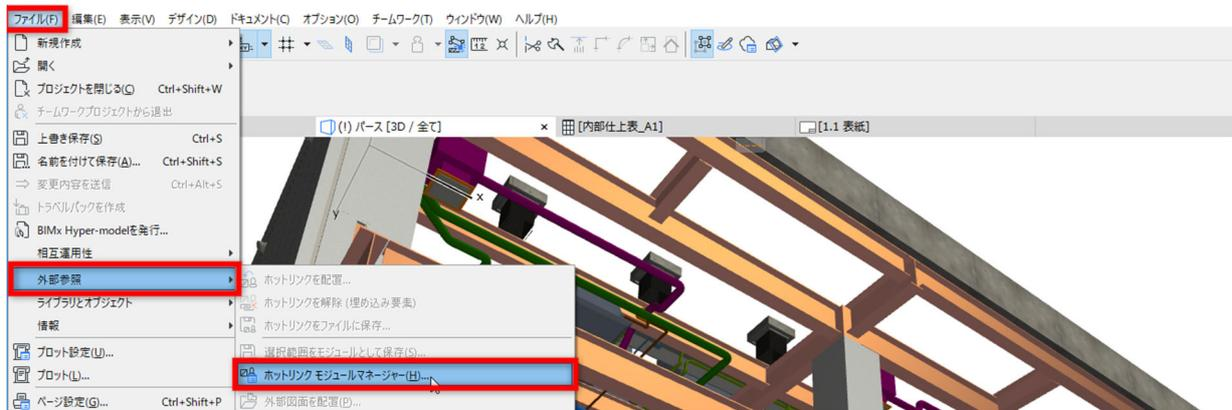 ファイル(F) 編集(E) 表示(V) デザイン(D) ドキュメント(C) オプション(O) チームワーク(T) ウィンドウ(W) ヘルプ(H)
新規作成
開く
プロジェクトを閉じる(C) Ctrl+Shift+W
チームワークプロジェクトから退出
(!) パース [3D / 全て] × [内部仕上表_A1] [1.1 表紙]
上書き保存(S) Ctrl+S
名前を付けて保存(A)... Ctrl+Shift+S
変更内容を送信 Ctrl+Alt+S
トラベルパックを作成
BIMx Hyper-modelを発行...
相互運用性
外部参照
ライブラリとオブジェクト
情報
プロット設定(U)...
プロット(L)...
ページ設定(G)... Ctrl+Shift+P
ホットリンクを配置...
ホットリンクを解除 (埋め込み要素)
ホットリンクをファイルに保存...
選択範囲をモジュールとして保存(S)...
ホットリンク モジュールマネージャー(H)...
外部図面を配置(P)...
x
y